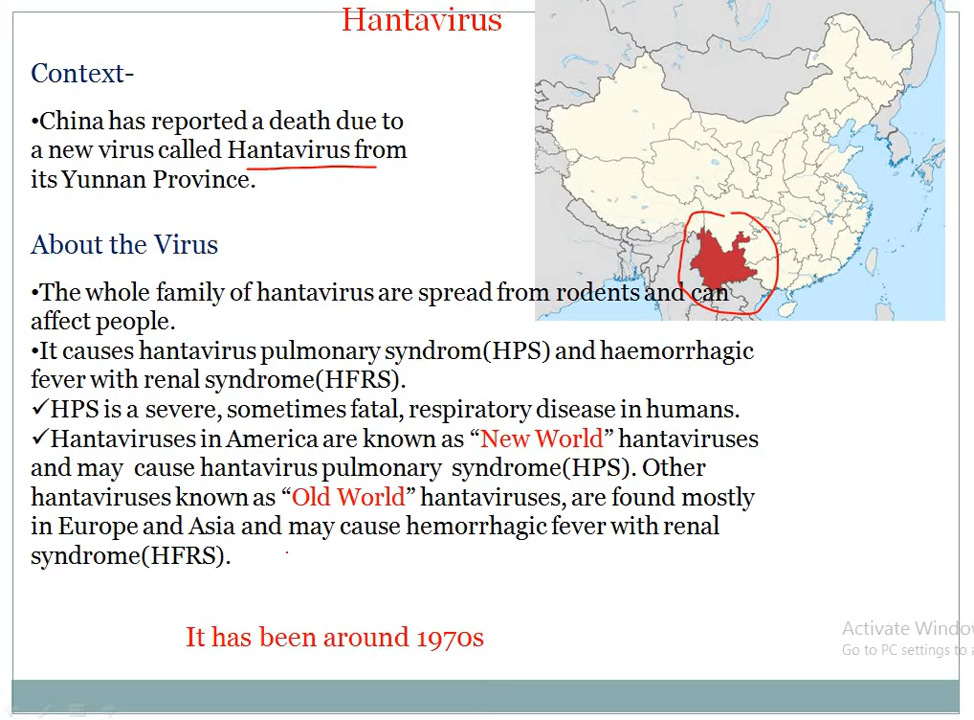 Hantavirus
Context-
•China has reported a death due to
a new virus called Hantavirus from
its Yunnan Province.
About the Virus
•The whole family of hantavirus are spread from rodents and can
affect people.
•It causes hantavirus pulmonary syndrom(HPS) and haemorrhagic
fever with renal syndrome(HFRS).
✓HPS is a severe, sometimes fatal, respiratory disease in humans.
✓Hantaviruses in America are known as “New World” hantaviruses
and may cause hantavirus pulmonary syndrome(HPS). Other
hantaviruses known as “Old World” hantaviruses, are found mostly
in Europe and Asia and may cause hemorrhagic fever with renal
syndrome(HFRS).
It has been around 1970s
Activate Windo
Go to PC settings to a